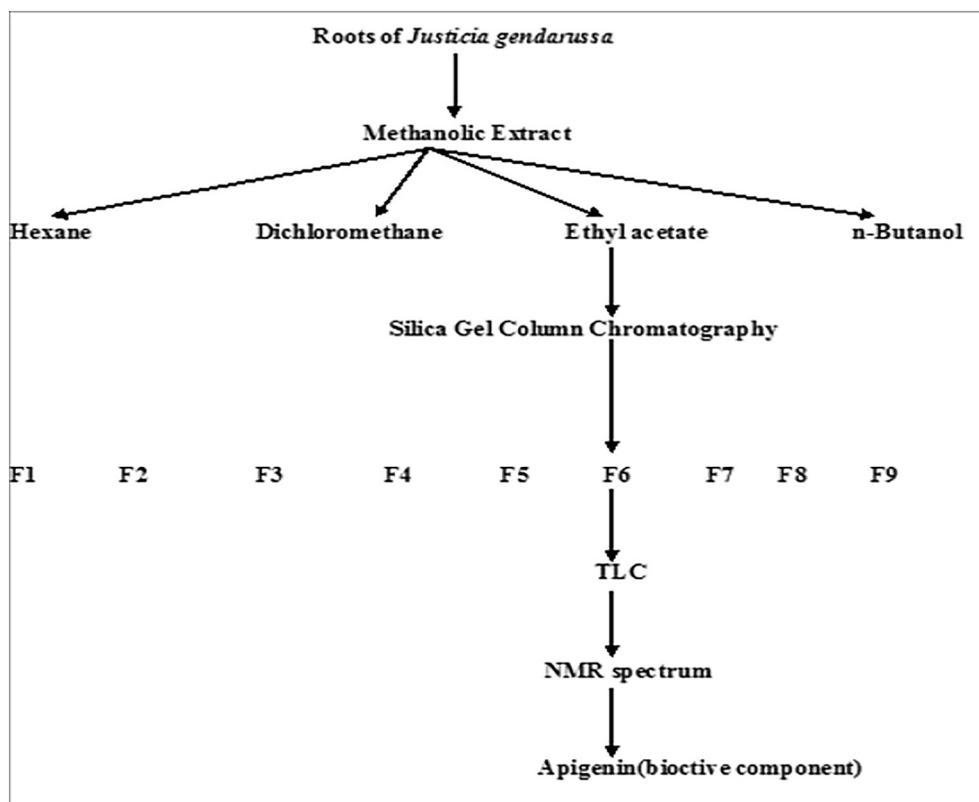 Roots of Justicia gendarussa
Methanolic Extract
Hexane Dichloromethane Ethyl acetate n-Butanol
Silica Gel Column Chromatography
F1 F2 F3 F4 F5 F6 F7 F8 F9
TLC
NMR spectrum
Apigenin(bioctive component)